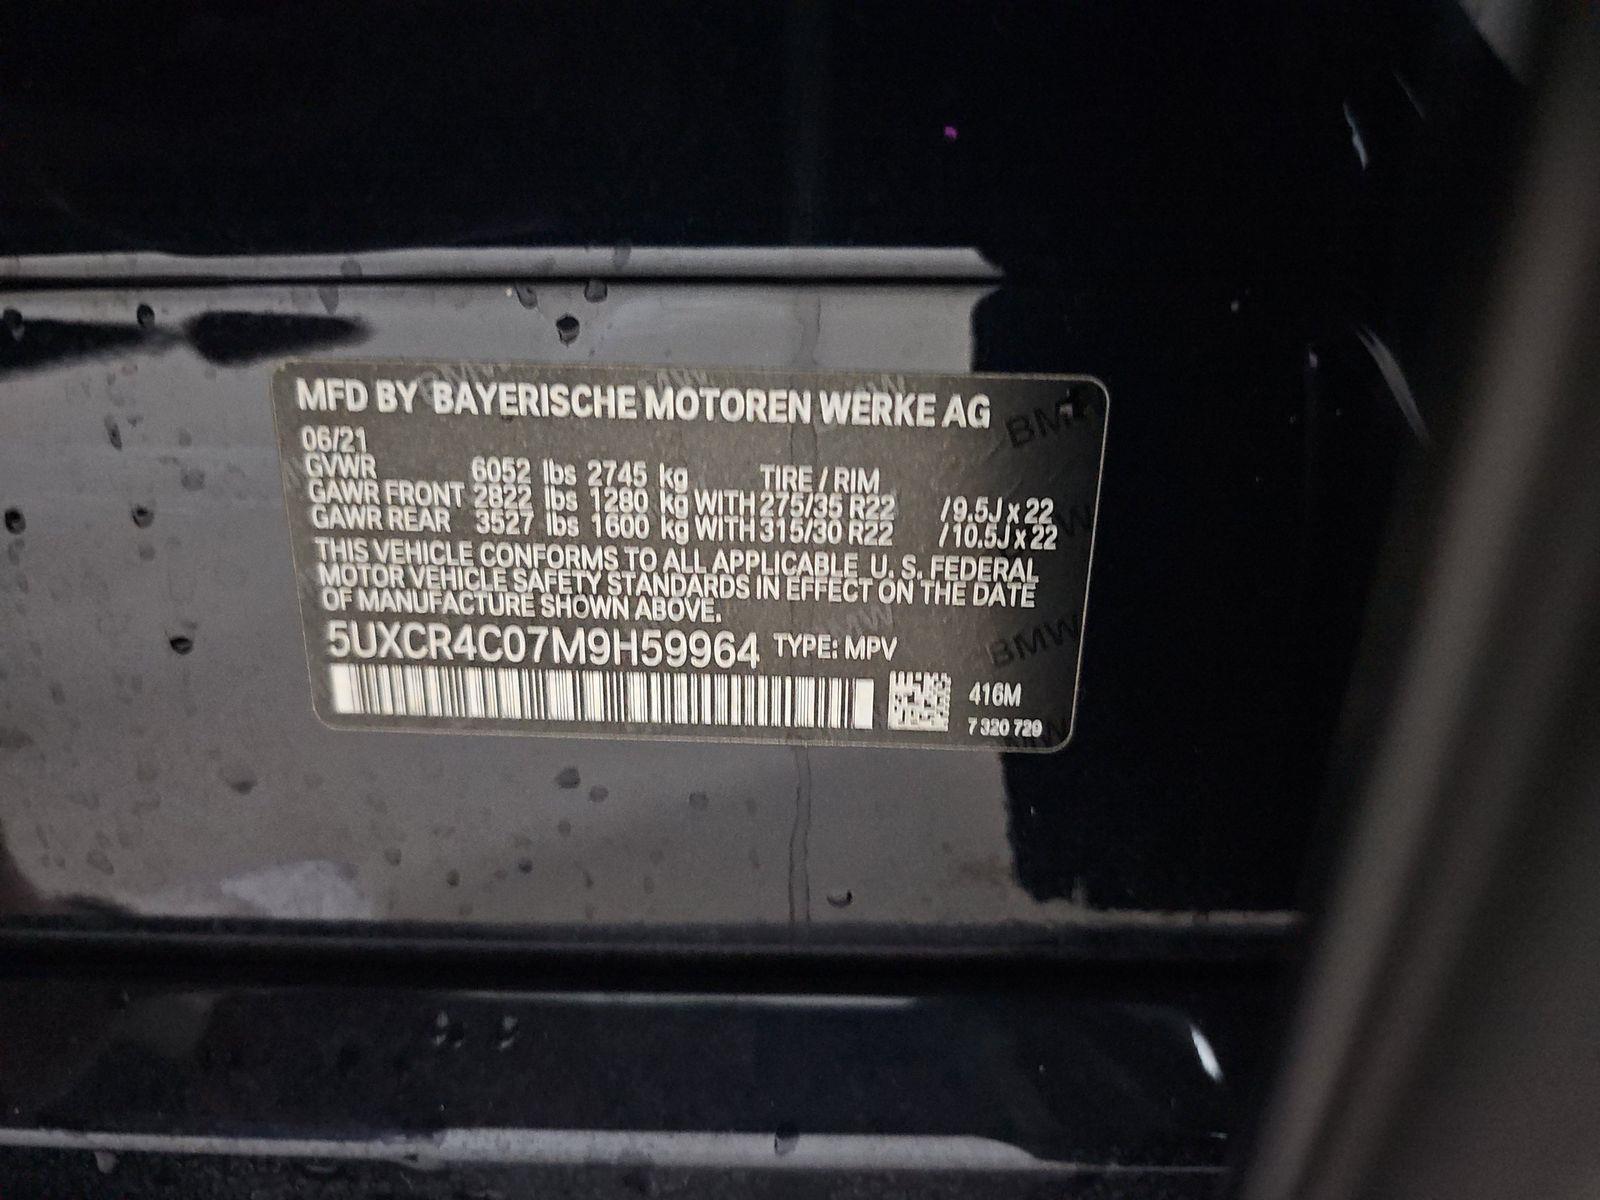 MFD BY BAYERISCHE MOTOREN WERKE AG
06/21
GVWR 6052 lbs 2745 kg TIRE / RIM
GAWR FRONT 2822 lbs 1280 kg WITH 275/35 R22 / 9.5J x 22
GAWR REAR 3527 lbs 1600 kg WITH 315/30 R22 / 10.5J x 22
THIS VEHICLE CONFORMS TO ALL APPLICABLE U. S. FEDERAL
MOTOR VEHICLE SAFETY STANDARDS IN EFFECT ON THE DATE
OF MANUFACTURE SHOWN ABOVE.
5UXCR4C07M9H59964 TYPE: MPV
416M
7 320 729